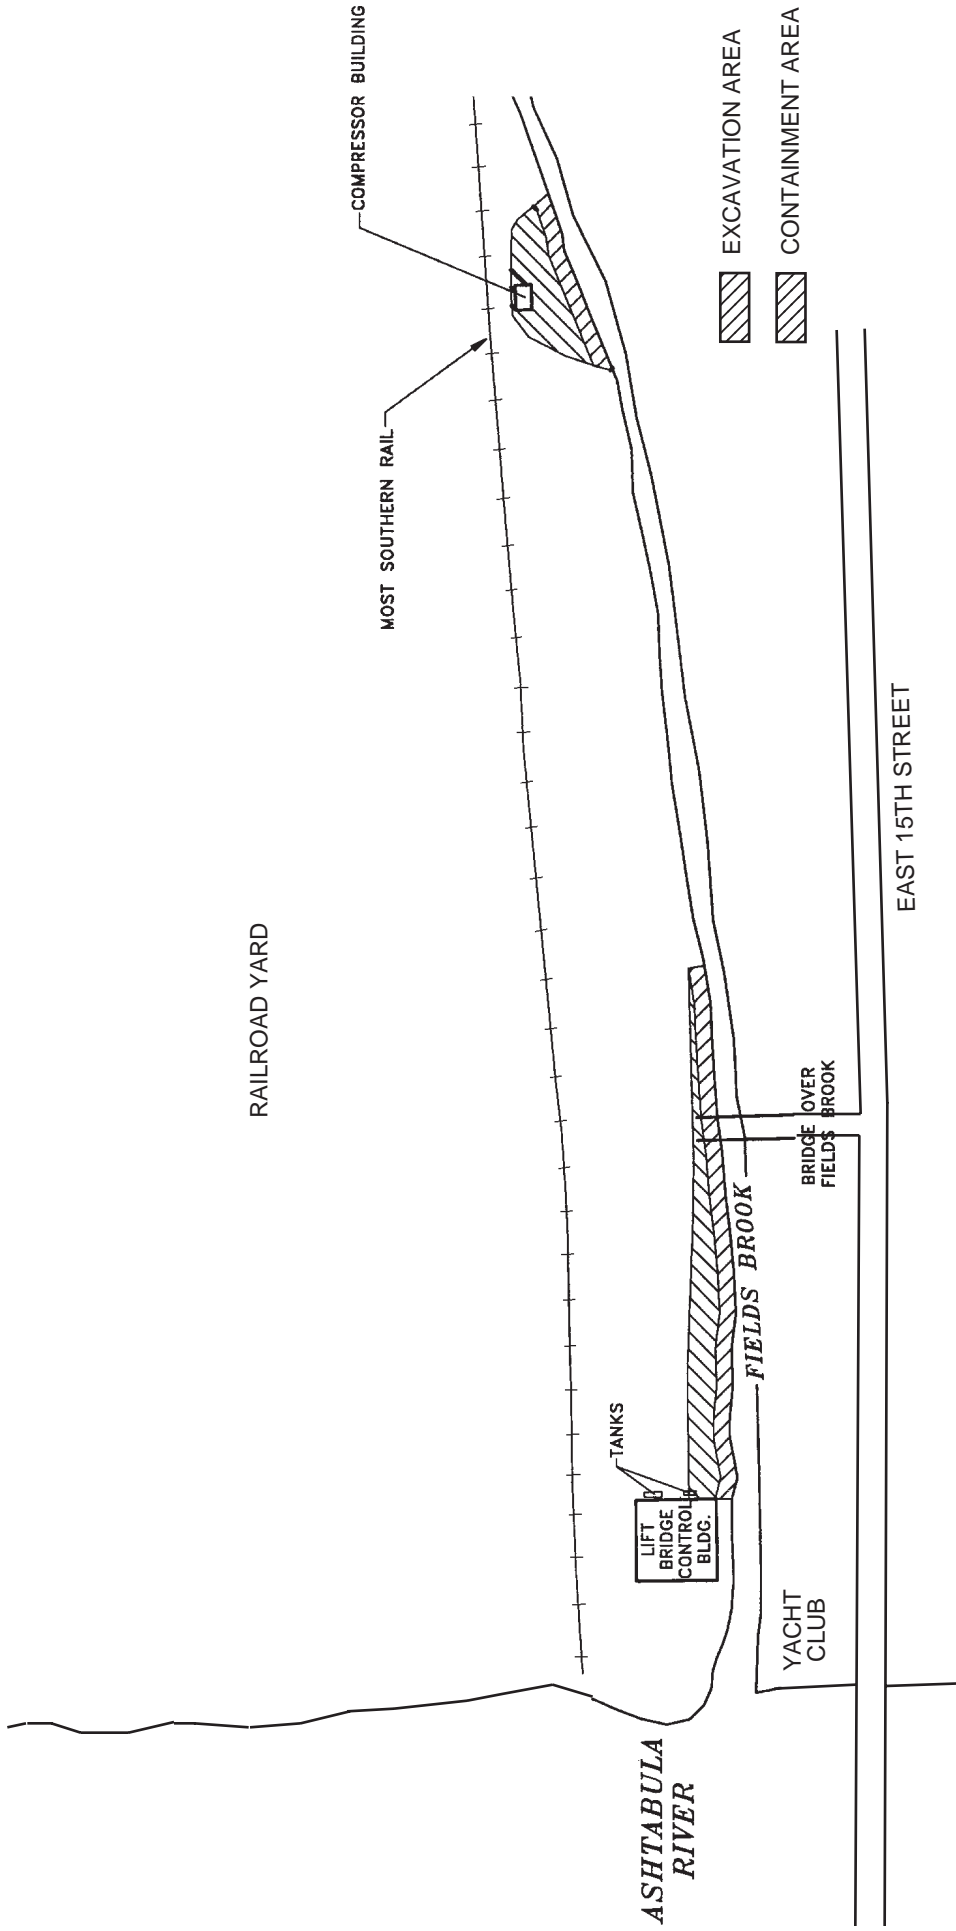 RAILROAD YARD
COMPRESSOR BUILDING
MOST SOUTHERN RAIL
TANKS
LIFT
BRIDGE
CONTROL
BLDG.
ASHTABULA
RIVER
FIELDS BROOK
BRIDGE OVER
FIELDS BROOK
YACHT
CLUB
EAST 15TH STREET
EXCAVATION AREA
CONTAINMENT AREA